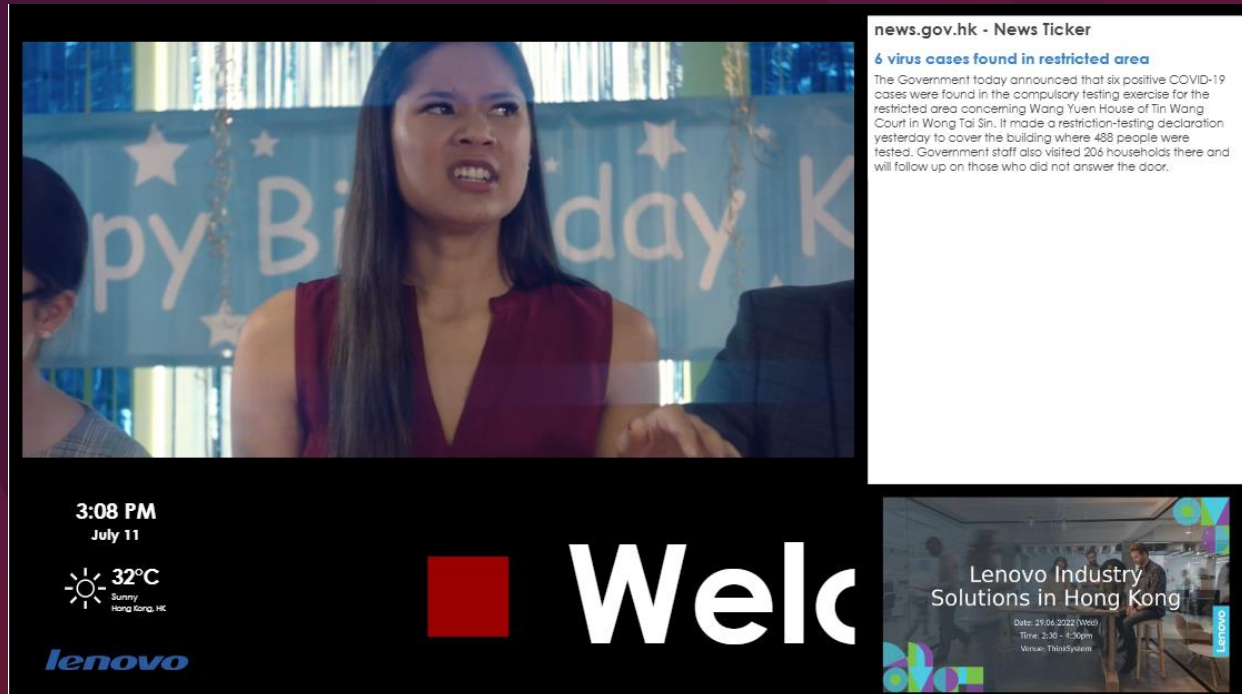 py Bi day K
news.gov.hk - News Ticker
6 virus cases found in restricted area
The Government today announced that six positive COVID-19
cases were found in the compulsory testing exercise for the
restricted area concerning Wang Yuen House of Tin Wang
Court in Wong Tai Sin. It made a restriction-testing declaration
yesterday to cover the building where 488 people were
tested. Government staff also visited 206 households there and
will follow up on those who did not answer the door.
3:08 PM
July 11
32°C
Sunny
Hong Kong, HK
lenovo
Welc
Lenovo Industry
Solutions in Hong Kong
Date: 29.06.2022 (Wed)
Time: 2:30 - 4:30pm
Venue: ThinkSystem
Lenovo